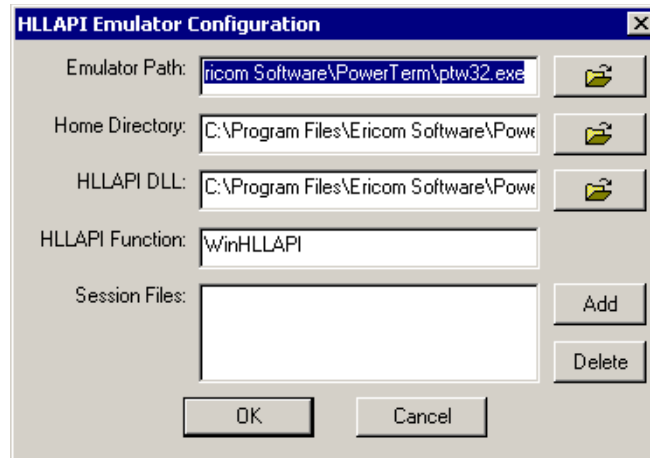 HLLAPI Emulator Configuration
Emulator Path: ricom Software\PowerTerm\ptw32.exe
Home Directory: C:\Program Files\Ericom Software\Powe
HLLAPI DLL: C:\Program Files\Ericom Software\Powe
HLLAPI Function: WinHLLAPI
Session Files:
Add
Delete
OK Cancel